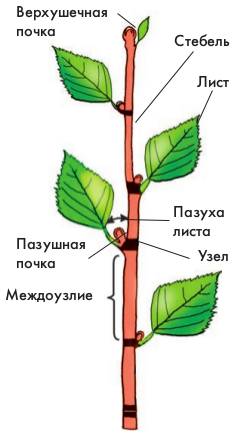 Верхушечная
почка
Стебель
Лист
Пазуха
листа
Пазушная
почка
Узел
Междоузлие